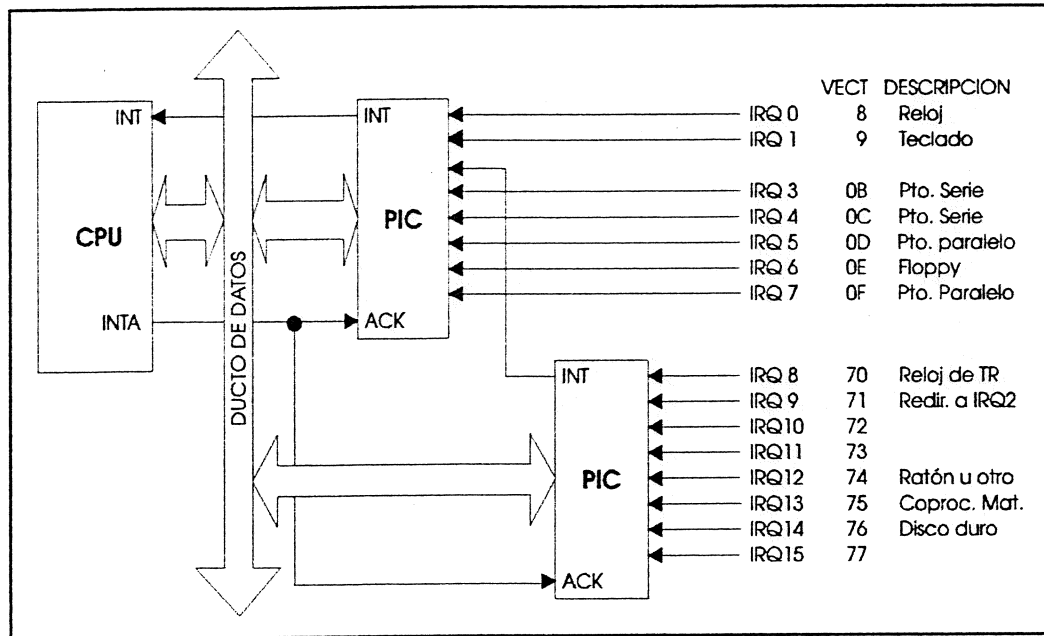 VECT DESCRIPCION
INT
INT
IRQ 0 8 Reloj
IRQ 1 9 Teclado
IRQ 3 0B Pto. Serie
CPU
PIC
IRQ 4 0C Pto. Serie
IRQ 5 0D Pto. paralelo
IRQ 6 0E Floppy
IRQ 7 0F Pto. Paralelo
INTA
ACK
DUCTO DE DATOS
INT
IRQ 8 70 Reloj de TR
IRQ 9 71 Redir. a IRQ2
IRQ10 72
IRQ11 73
PIC
IRQ12 74 Ratón u otro
IRQ13 75 Coproc. Mat.
IRQ14 76 Disco duro
IRQ15 77
ACK